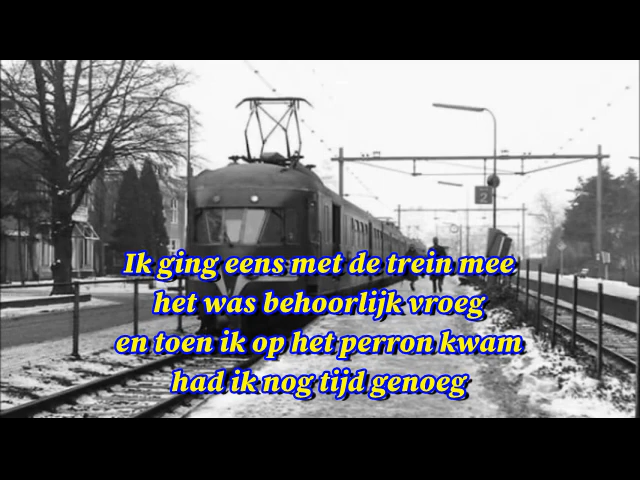 2
Ik ging eens met de trein mee
het was behoorlijk vroeg
en toen ik op het perron kwam
had ik nog tijd genoeg